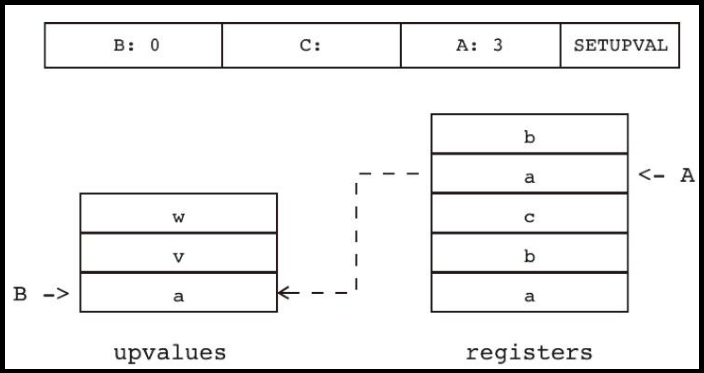 B: 0 C: A: 3 SETUPVAL
b
a <- A
w c
v b
B -> a a
upvalues registers